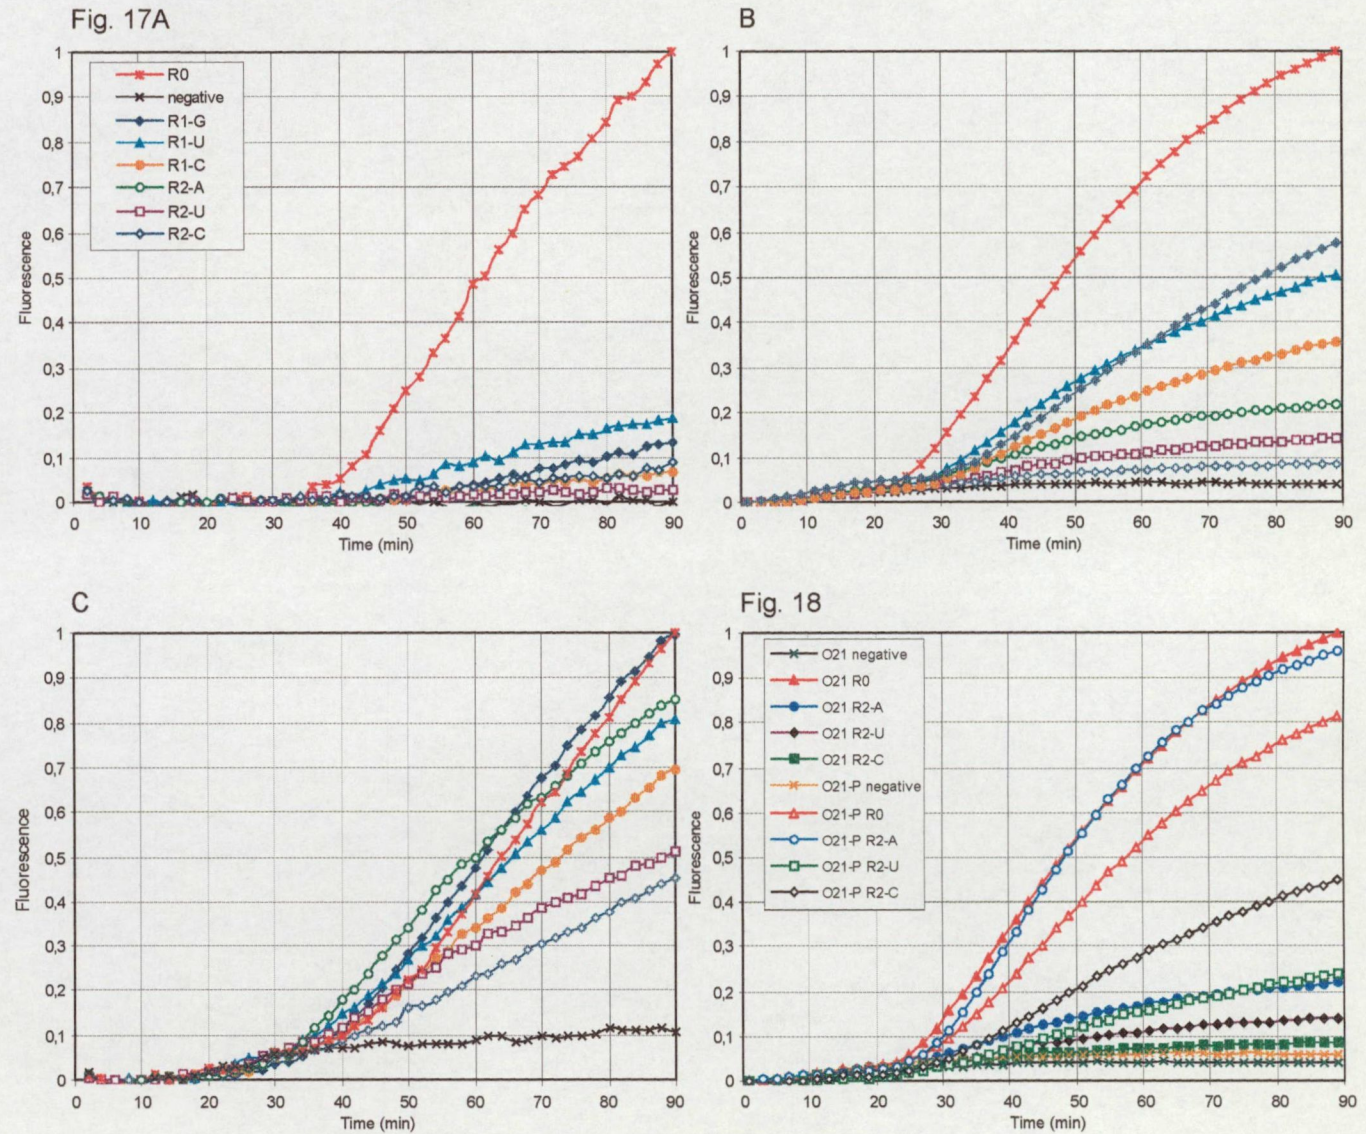 Fig. 17A
1
0,9
0,8
0,7
0,6
0,5
0,4
0,3
0,2
0,1
0
Fluorescence
R0
negative
R1-G
R1-U
R1-C
R2-A
R2-U
R2-C
0 10 20 30 40 50 60 70 80 90
Time (min)
B
1
0,9
0,8
0,7
0,6
0,5
0,4
0,3
0,2
0,1
0
Fluorescence
0 10 20 30 40 50 60 70 80 90
Time (min)
C
1
0,9
0,8
0,7
0,6
0,5
0,4
0,3
0,2
0,1
0
Fluorescence
0 10 20 30 40 50 60 70 80 90
Time (min)
Fig. 18
1
0,9
0,8
0,7
0,6
0,5
0,4
0,3
0,2
0,1
0
Fluorescence
O21 negative
O21 R0
O21 R2-A
O21 R2-U
O21 R2-C
O21-P negative
O21-P R0
O21-P R2-A
O21-P R2-U
O21-P R2-C
0 10 20 30 40 50 60 70 80 90
Time (min)